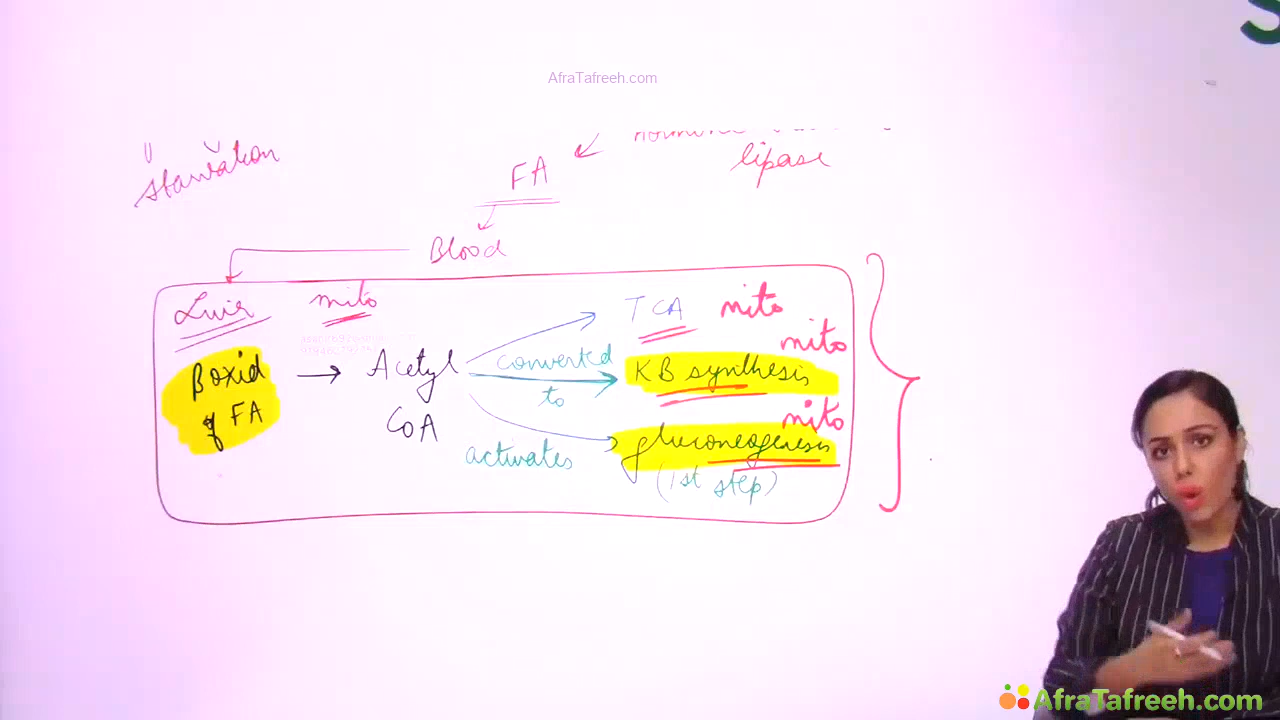 AfraTafreeh.com
starvation
lipase
FA
Blood
Liver mito
TCA mito
mito
β oxid
of FA
Acetyl
CoA
converted
to
KB synthesis
mito
activates
gluconeogenesis
(1st step)
AfraTafreeh.com